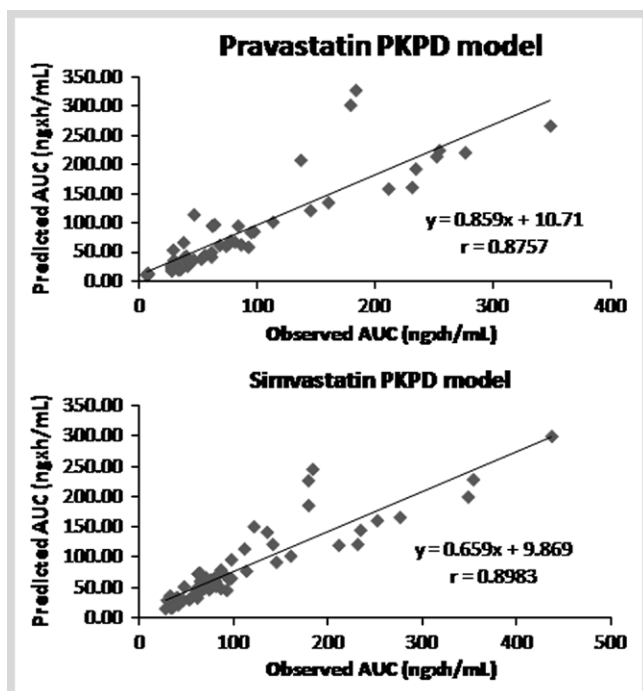 Pravastatin PKPD model
350.00
300.00
250.00
200.00
150.00
100.00
50.00
0.00
Predicted AUC (ngxh/mL)
y = 0.859x + 10.71
r = 0.8757
0 100 200 300 400
Observed AUC (ngxh/mL)
Simvastatin PKPD model
350.00
300.00
250.00
200.00
150.00
100.00
50.00
0.00
Predicted AUC (ngxh/mL)
y = 0.659x + 9.869
r = 0.8983
0 100 200 300 400 500
Observed AUC (ngxh/mL)